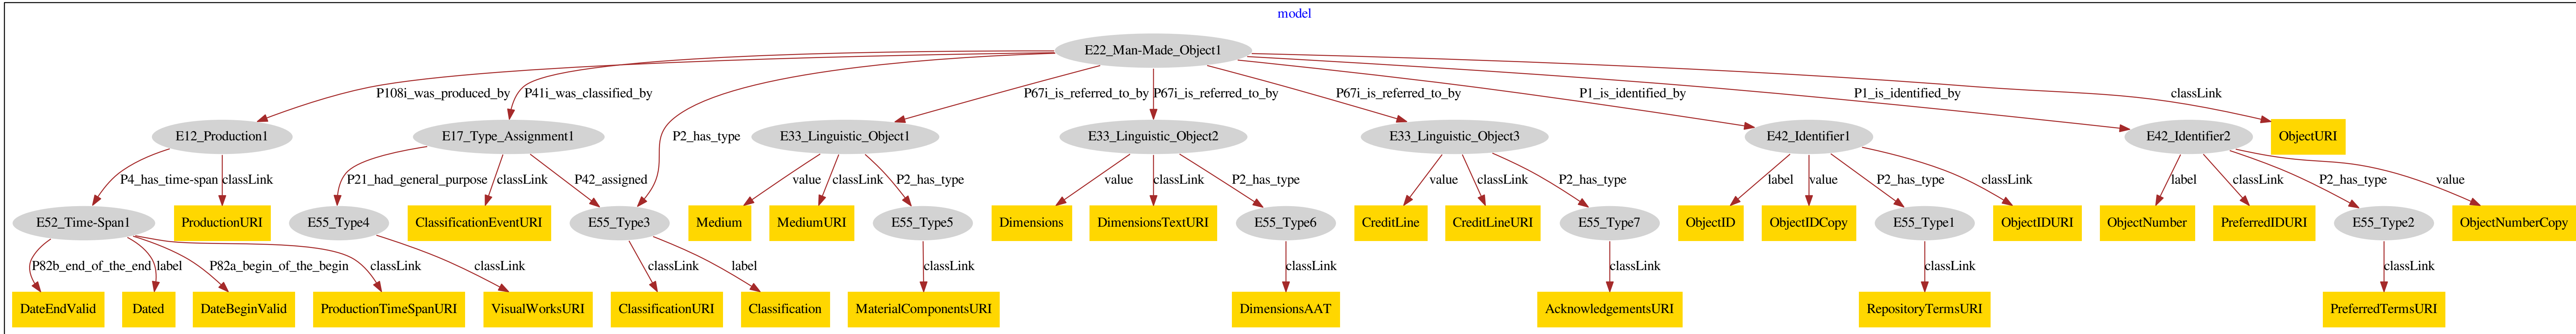 model
E22_Man-Made_Object1
P108i_was_produced_by
P41i_was_classified_by
P67i_is_referred_to_by
P67i_is_referred_to_by
P67i_is_referred_to_by
P1_is_identified_by
P1_is_identified_by
classLink
E12_Production1
E17_Type_Assignment1
P2_has_type
E33_Linguistic_Object1
E33_Linguistic_Object2
E33_Linguistic_Object3
E42_Identifier1
E42_Identifier2
ObjectURI
P4_has_time-span
classLink
P21_had_general_purpose
classLink
P42_assigned
value
classLink
P2_has_type
value
classLink
P2_has_type
value
classLink
P2_has_type
label
value
P2_has_type
classLink
label
classLink
P2_has_type
value
E52_Time-Span1
ProductionURI
E55_Type4
ClassificationEventURI
E55_Type3
Medium
MediumURI
E55_Type5
Dimensions
DimensionsTextURI
E55_Type6
CreditLine
CreditLineURI
E55_Type7
ObjectID
ObjectIDCopy
E55_Type1
ObjectIDURI
ObjectNumber
PreferredIDURI
E55_Type2
ObjectNumberCopy
P82b_end_of_the_end
label
P82a_begin_of_the_begin
classLink
classLink
classLink
label
classLink
classLink
classLink
classLink
classLink
DateEndValid
Dated
DateBeginValid
ProductionTimeSpanURI
VisualWorksURI
ClassificationURI
Classification
MaterialComponentsURI
DimensionsAAT
AcknowledgementsURI
RepositoryTermsURI
PreferredTermsURI